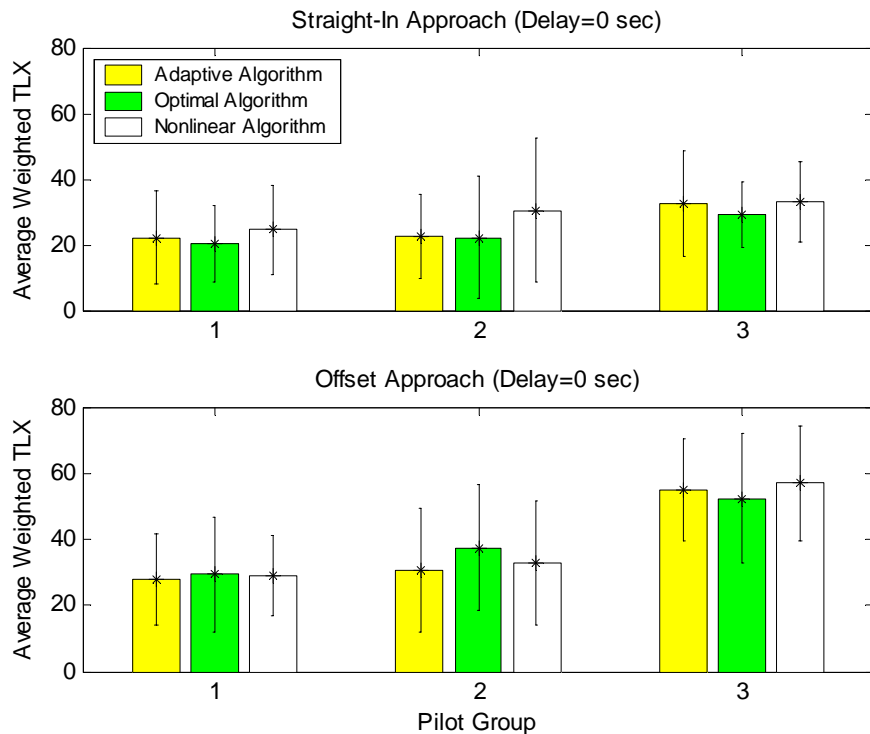 Straight-In Approach (Delay=0 sec)
80
60
40
20
0
Average Weighted TLX
Adaptive Algorithm
Optimal Algorithm
Nonlinear Algorithm
1 2 3
Offset Approach (Delay=0 sec)
80
60
40
20
0
Average Weighted TLX
1 2 3
Pilot Group